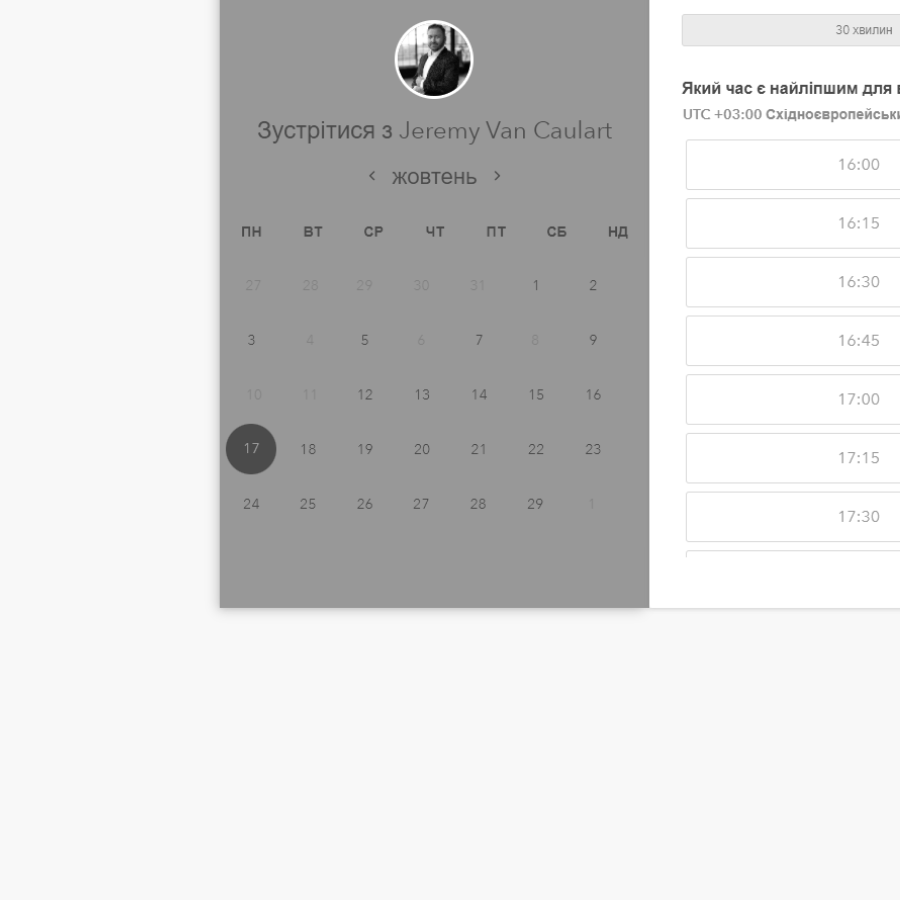 Зустрітися з Jeremy Van Caulart
жовтень
ПН ВТ СР ЧТ ПТ СБ НД
27 28 29 30 31 1 2
3 4 5 6 7 8 9
10 11 12 13 14 15 16
17 18 19 20 21 22 23
24 25 26 27 28 29 1
30 хвилин
Який час є найліпшим для
UTC +03:00
16:00
16:15
16:30
16:45
17:00
17:15
17:30